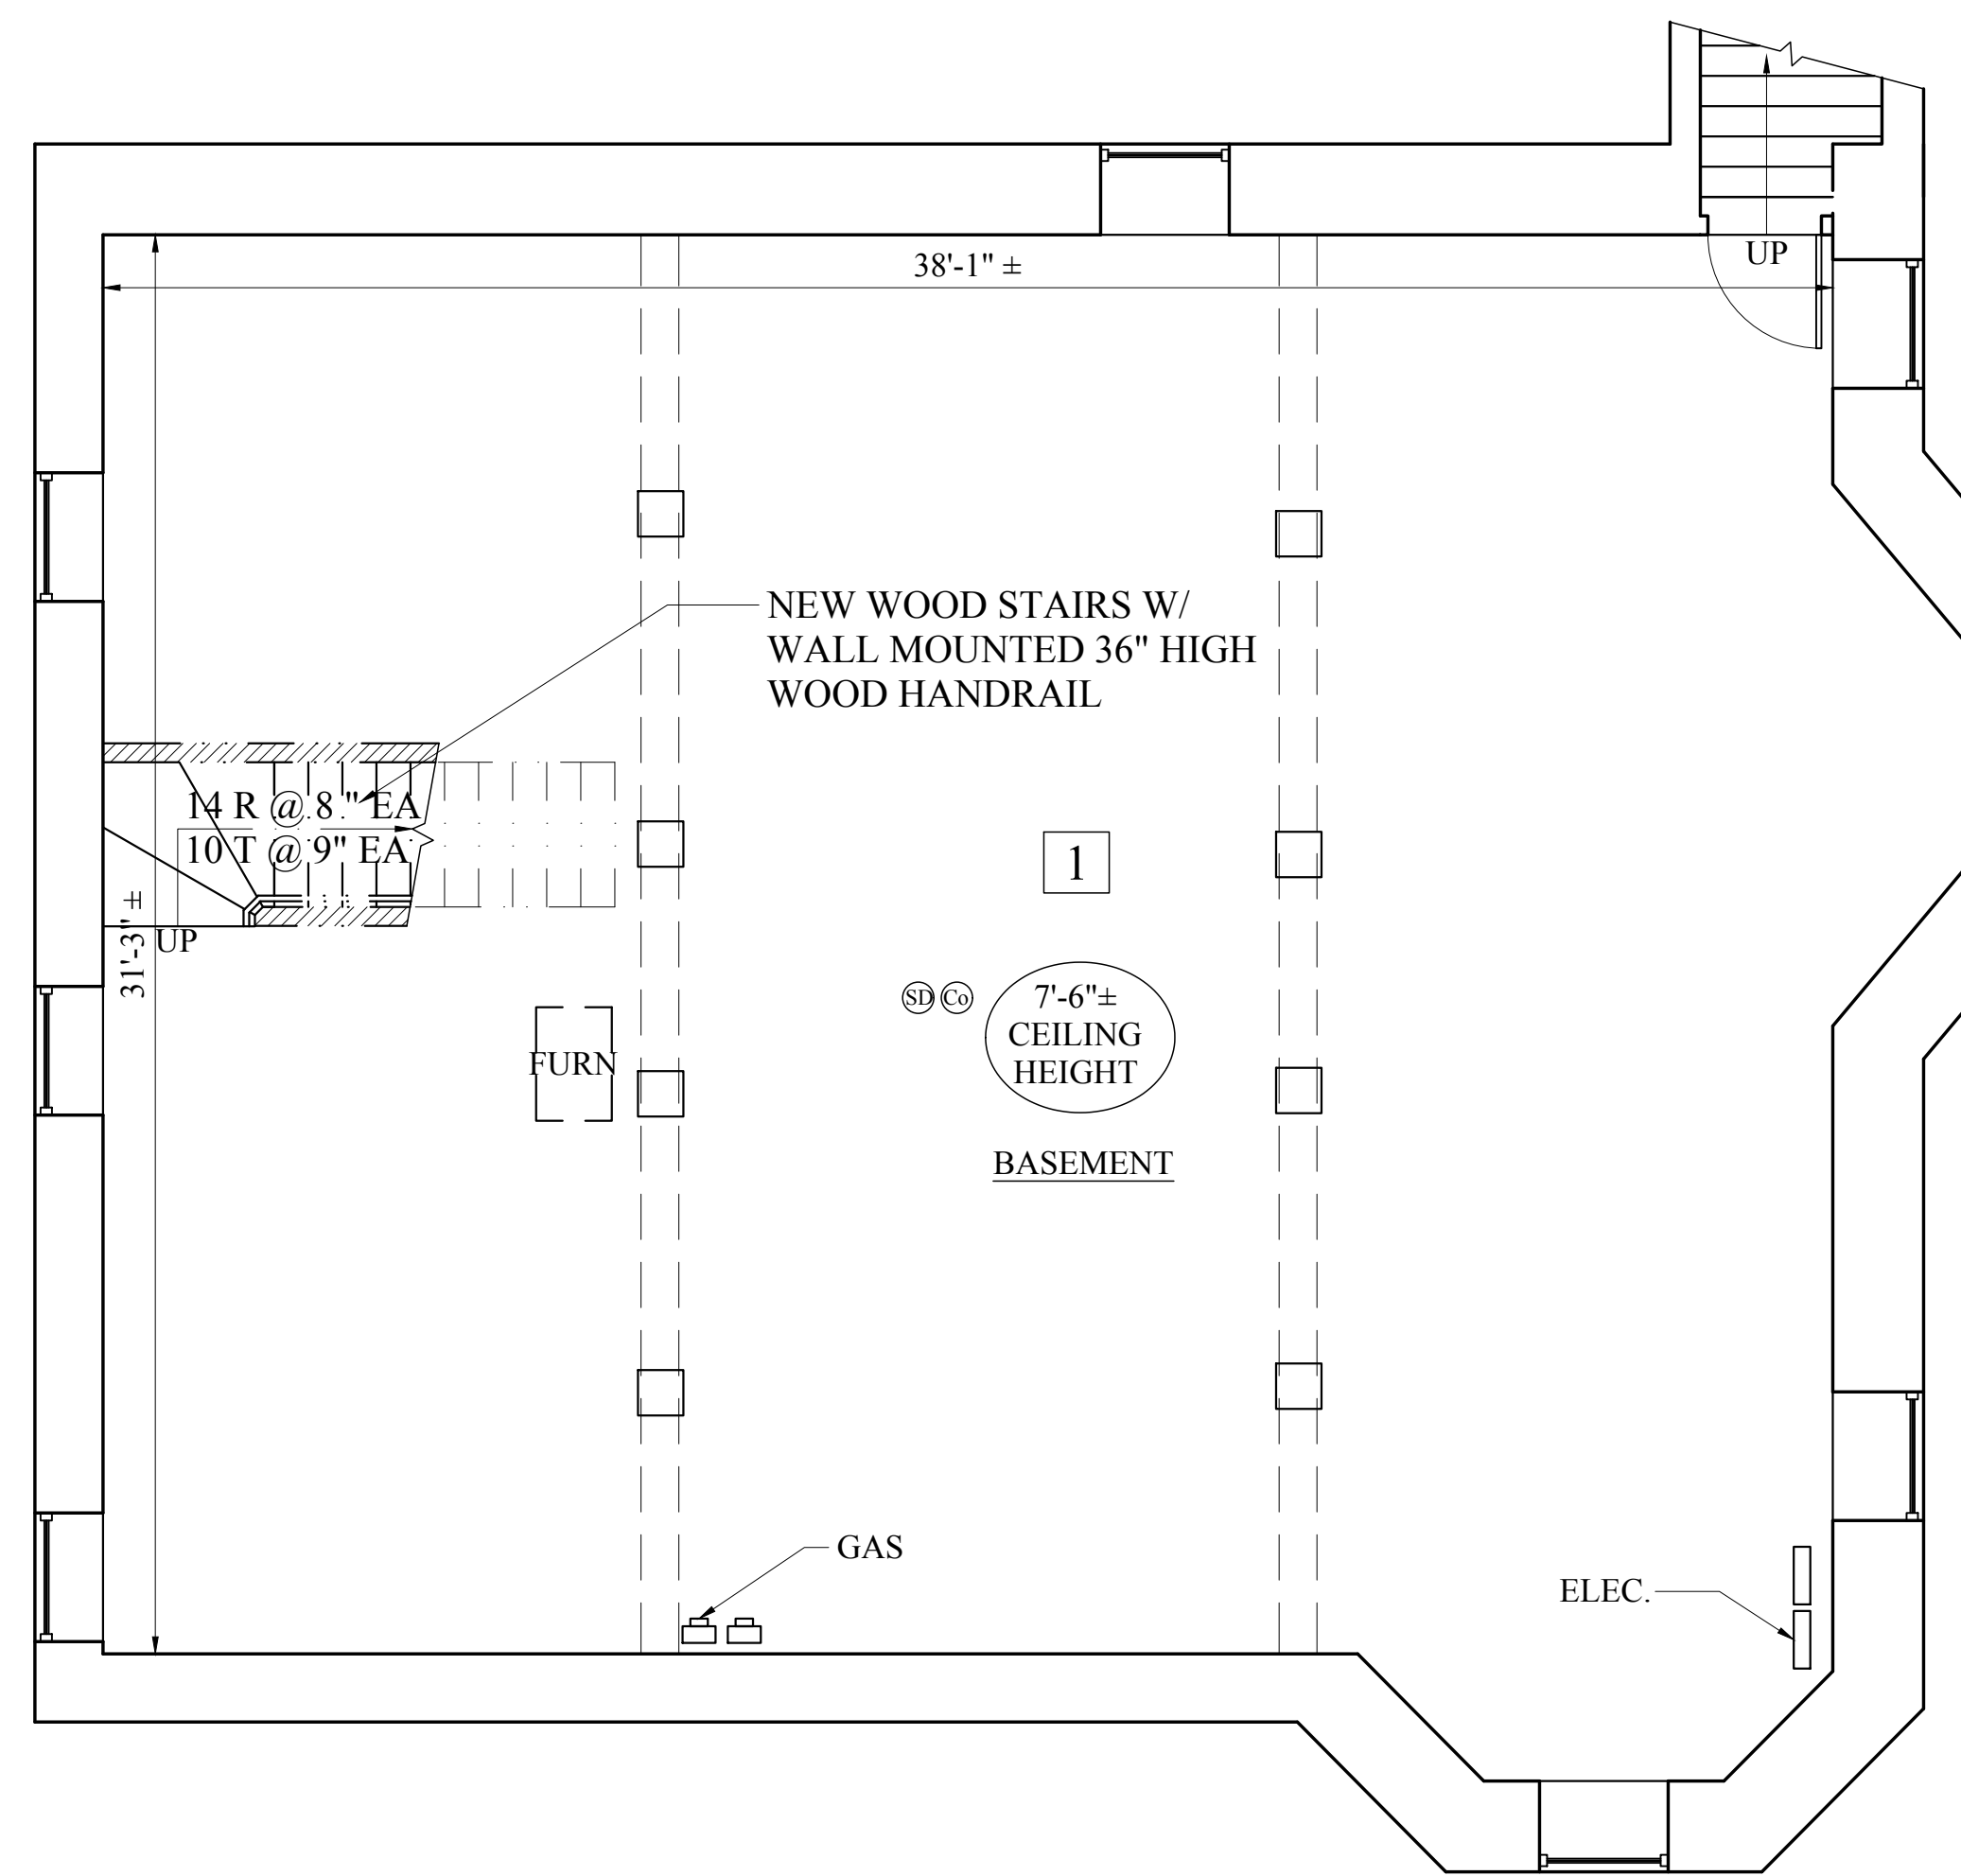 UP
38'-1" ±
NEW WOOD STAIRS W/
WALL MOUNTED 36" HIGH
WOOD HANDRAIL
14 R @ 8 " EA
10 T @ 9" EA
UP
31'-3" ±
1
SD Co
7'-6"±
CEILING
HEIGHT
FURN
BASEMENT
GAS
ELEC.